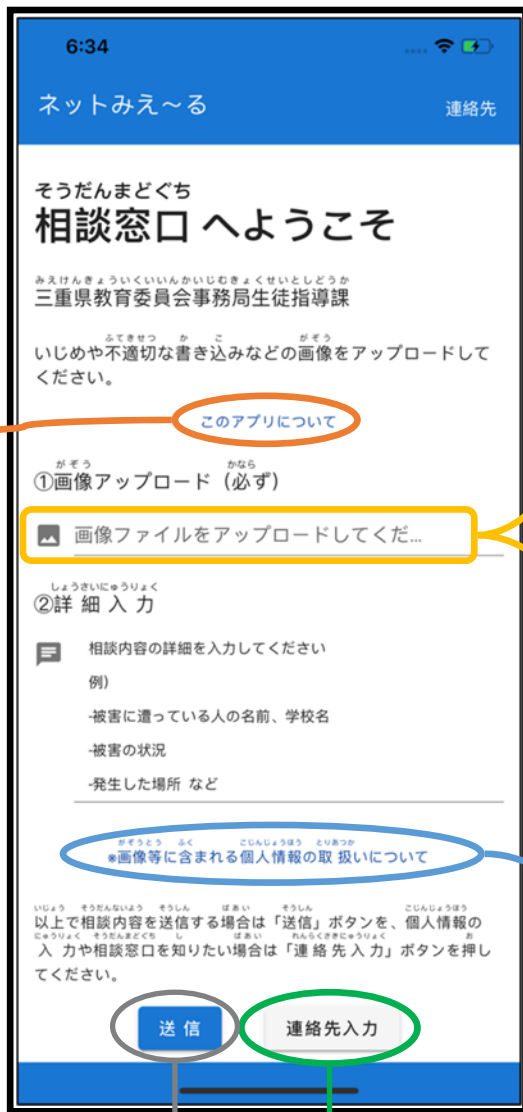 6:34
ネットみえ～る
連絡先
そうだんまどぐち
相談窓口 へようこそ
みえけんきょういくいいんかいじむきょくせいとしどうか
三重県教育委員会事務局生徒指導課
ふてきせつ か こ がぞう
いじめや不適切な書き込みなどの画像をアップロードして
ください。
このアプリについて
がぞう かなら
①画像アップロード（必ず）
画像ファイルをアップロードしてくだ...
しょうさいにゅうりょく
②詳 細 入 力
相談内容の詳細を入力してください
例)
-被害に遭っている人の名前、学校名
-被害の状況
-発生した場所 など
がぞうとう ふく こじんじょうほう とりあつか
※画像等に含まれる個人情報の取 扱いについて
いじょう そうだんないよう そうしん ばあい そうしん こじんじょうほう
以上で相談内容を送信する場合は「送信」ボタンを、個人情報の
にゅうりょく そうだんまどぐち し ばあい れんらくさきにゅうりょく お
入 力や相談窓口を知りたい場合は「連 絡 先 入 力」ボタンを押し
てください。
送 信
連絡先入力